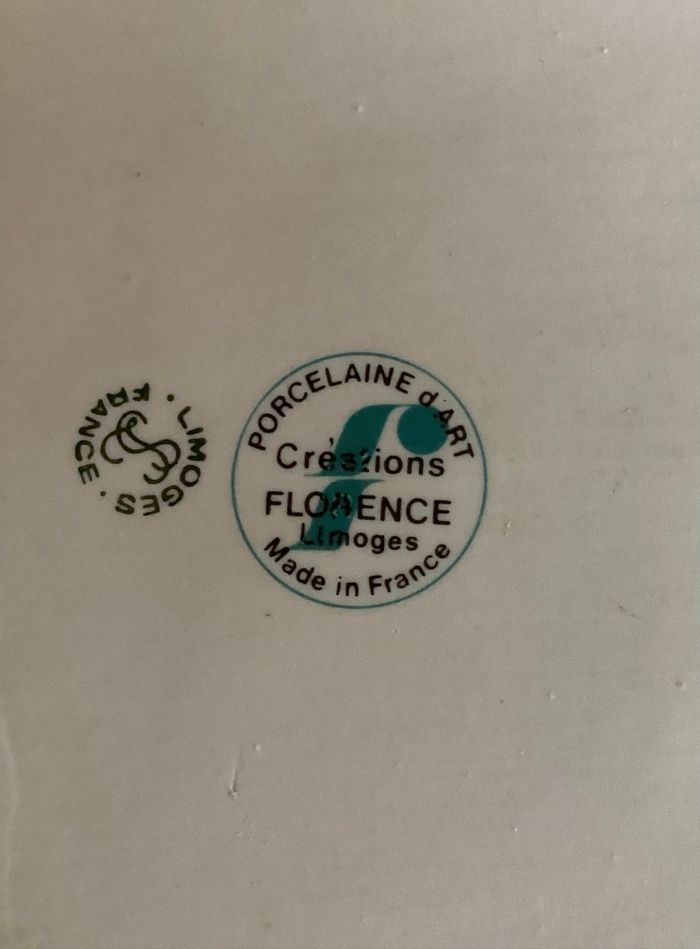 LIMOGES . FRANCE .
PORCELAINE d'ART
Créations
FLORENCE
Limoges
Made in France